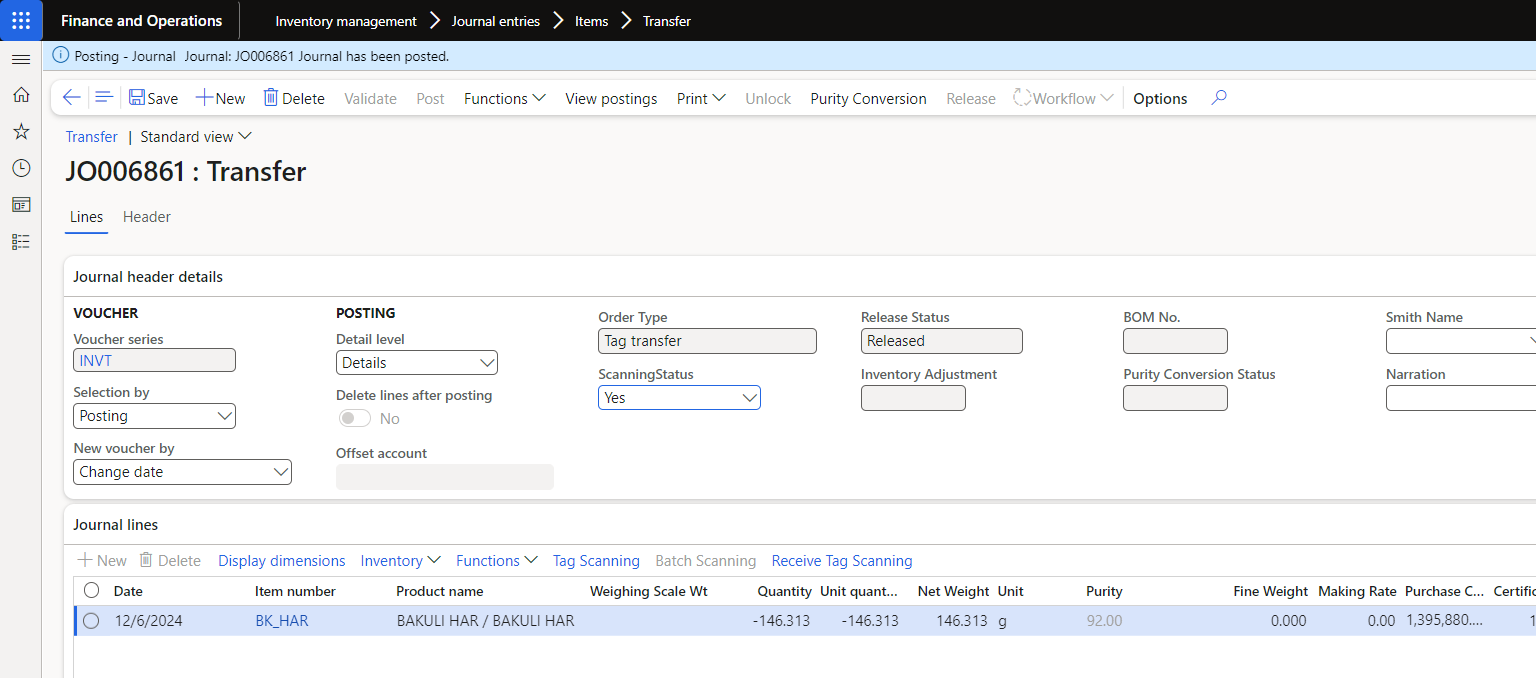 Finance and Operations Inventory management Journal entries Items Transfer
Posting - Journal Journal: JO006861 Journal has been posted.
Save New Delete Validate Post Functions View postings Print Unlock Purity Conversion Release Workflow Options
Transfer | Standard view
JO006861 : Transfer
Lines Header
Journal header details
VOUCHER
Voucher series
INVT
Selection by
Posting
New voucher by
Change date
POSTING
Detail level
Details
Delete lines after posting
No
Offset account
Order Type
Tag transfer
ScanningStatus
Yes
Release Status
Released
Inventory Adjustment
BOM No.
Purity Conversion Status
Smith Name
Narration
Journal lines
New Delete Display dimensions Inventory Functions Tag Scanning Batch Scanning Receive Tag Scanning
Date Item number Product name Weighing Scale Wt Quantity Unit quant... Net Weight Unit Purity Fine Weight Making Rate Purchase C... Certific
12/6/2024 BK_HAR BAKULI HAR / BAKULI HAR -146.313 -146.313 146.313 g 92.00 0.000 0.00 1,395,880.... 1